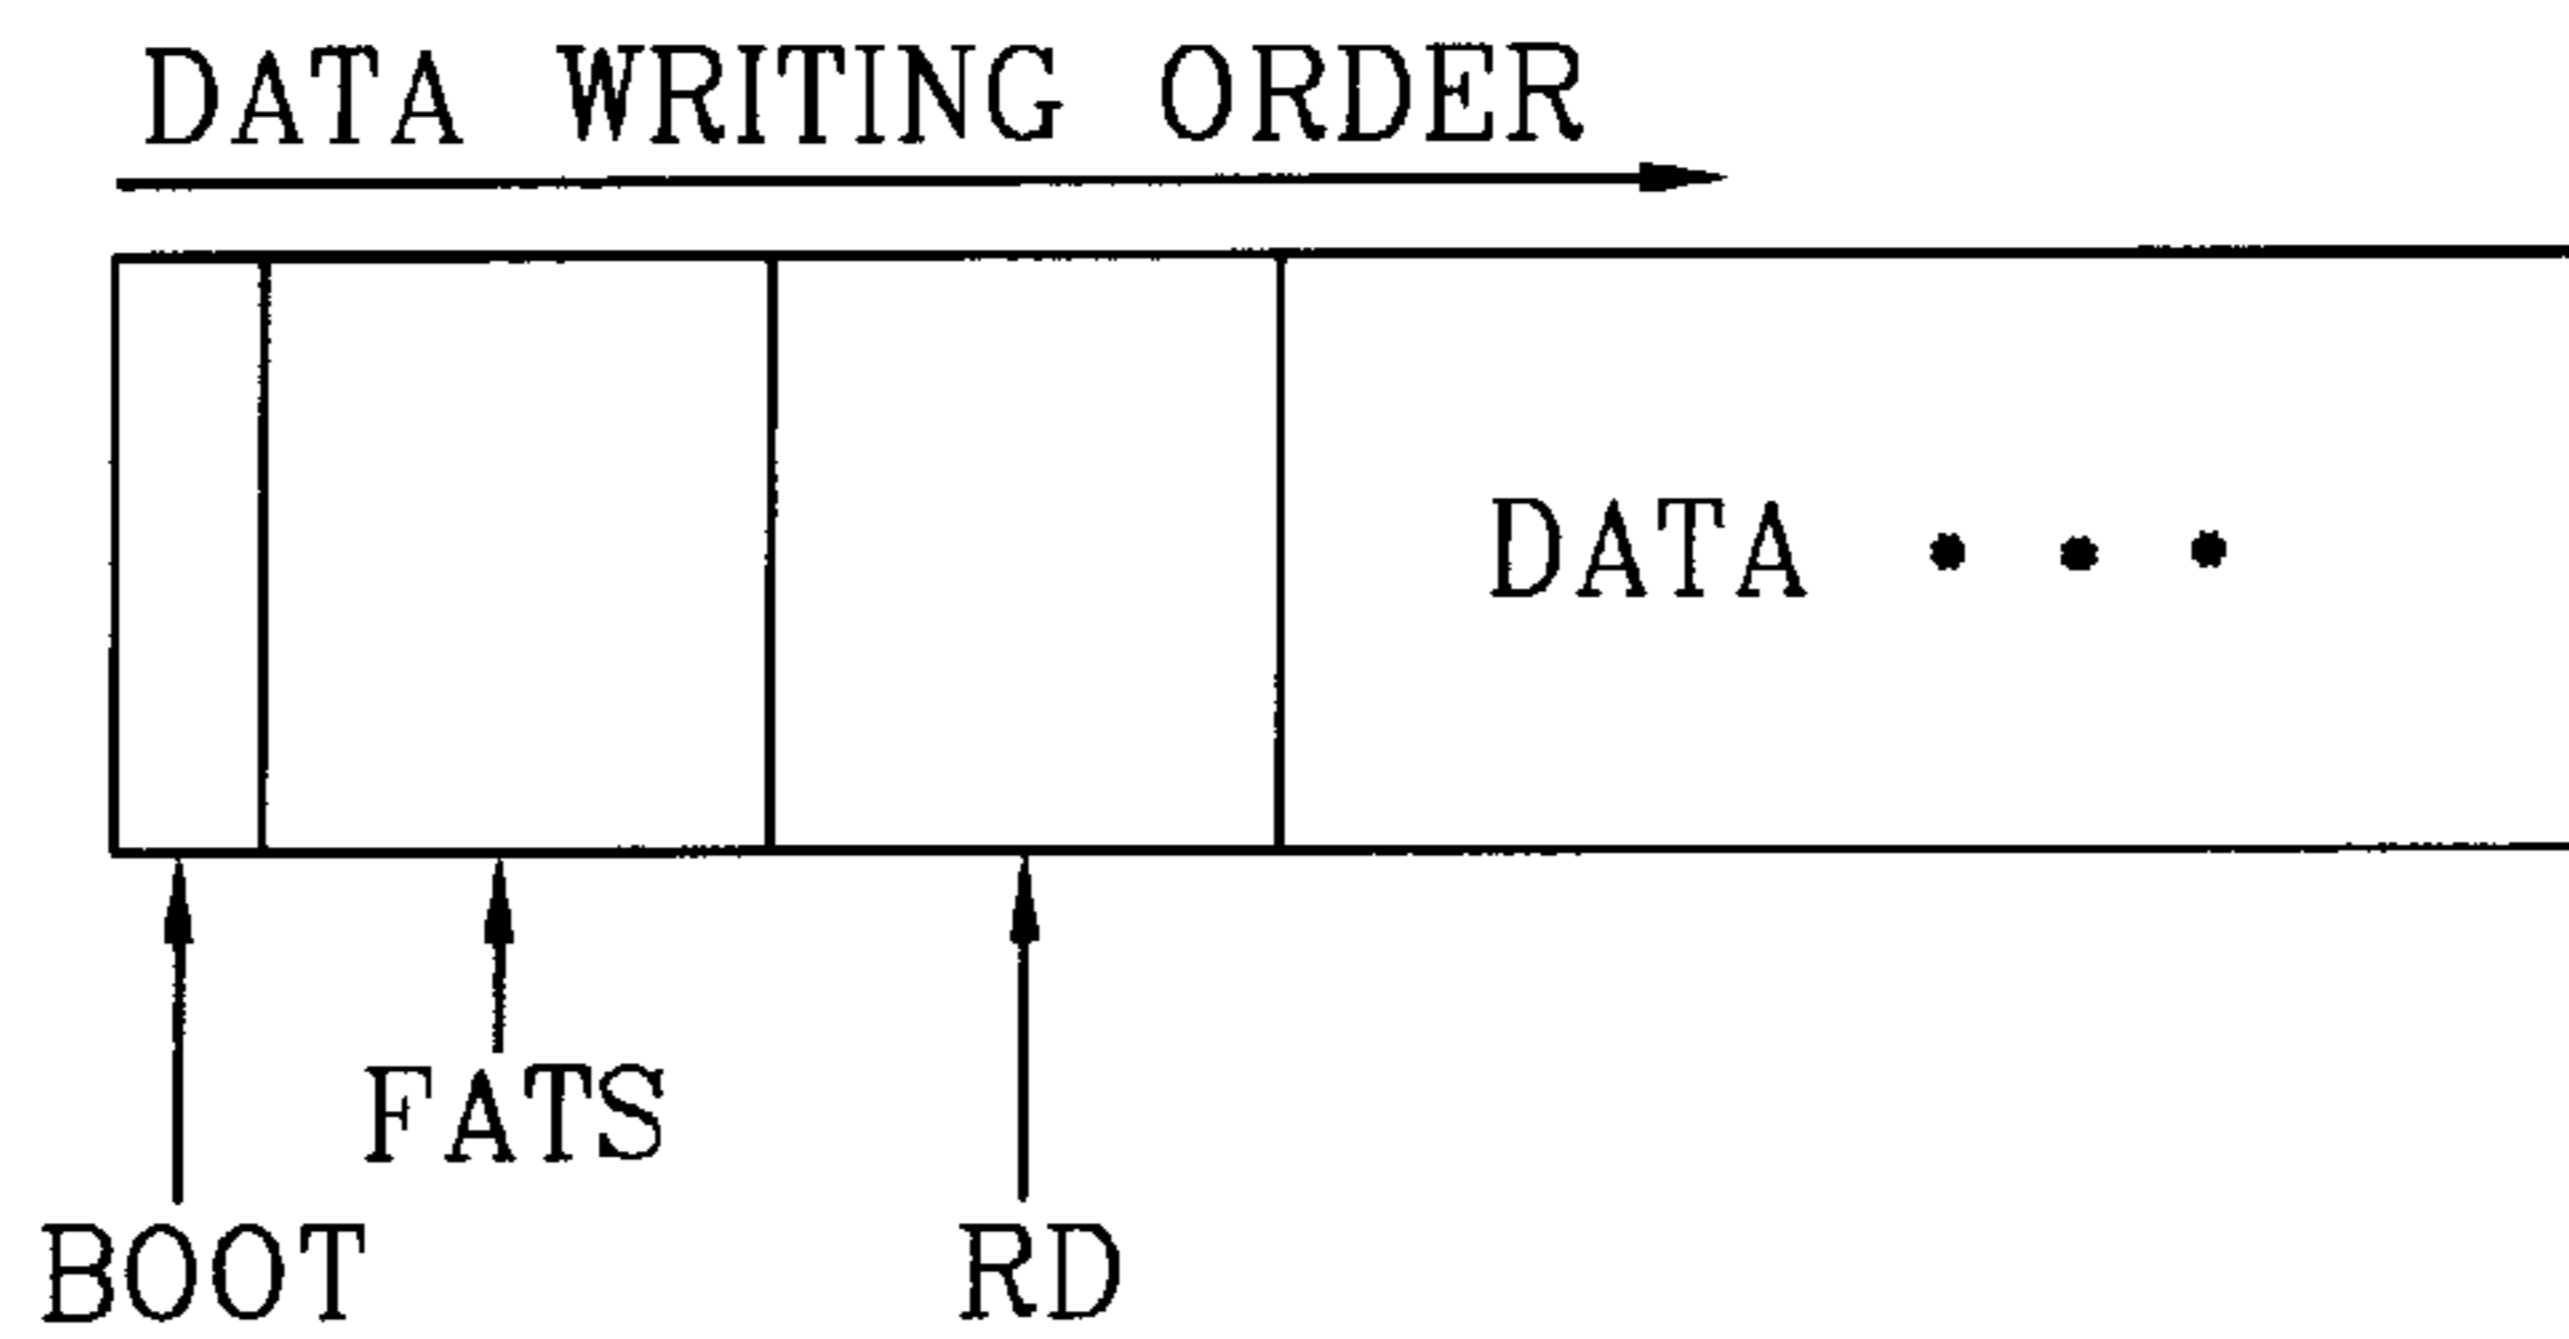 DATA WRITING ORDER
DATA • • •
FATS
BOOT
RD